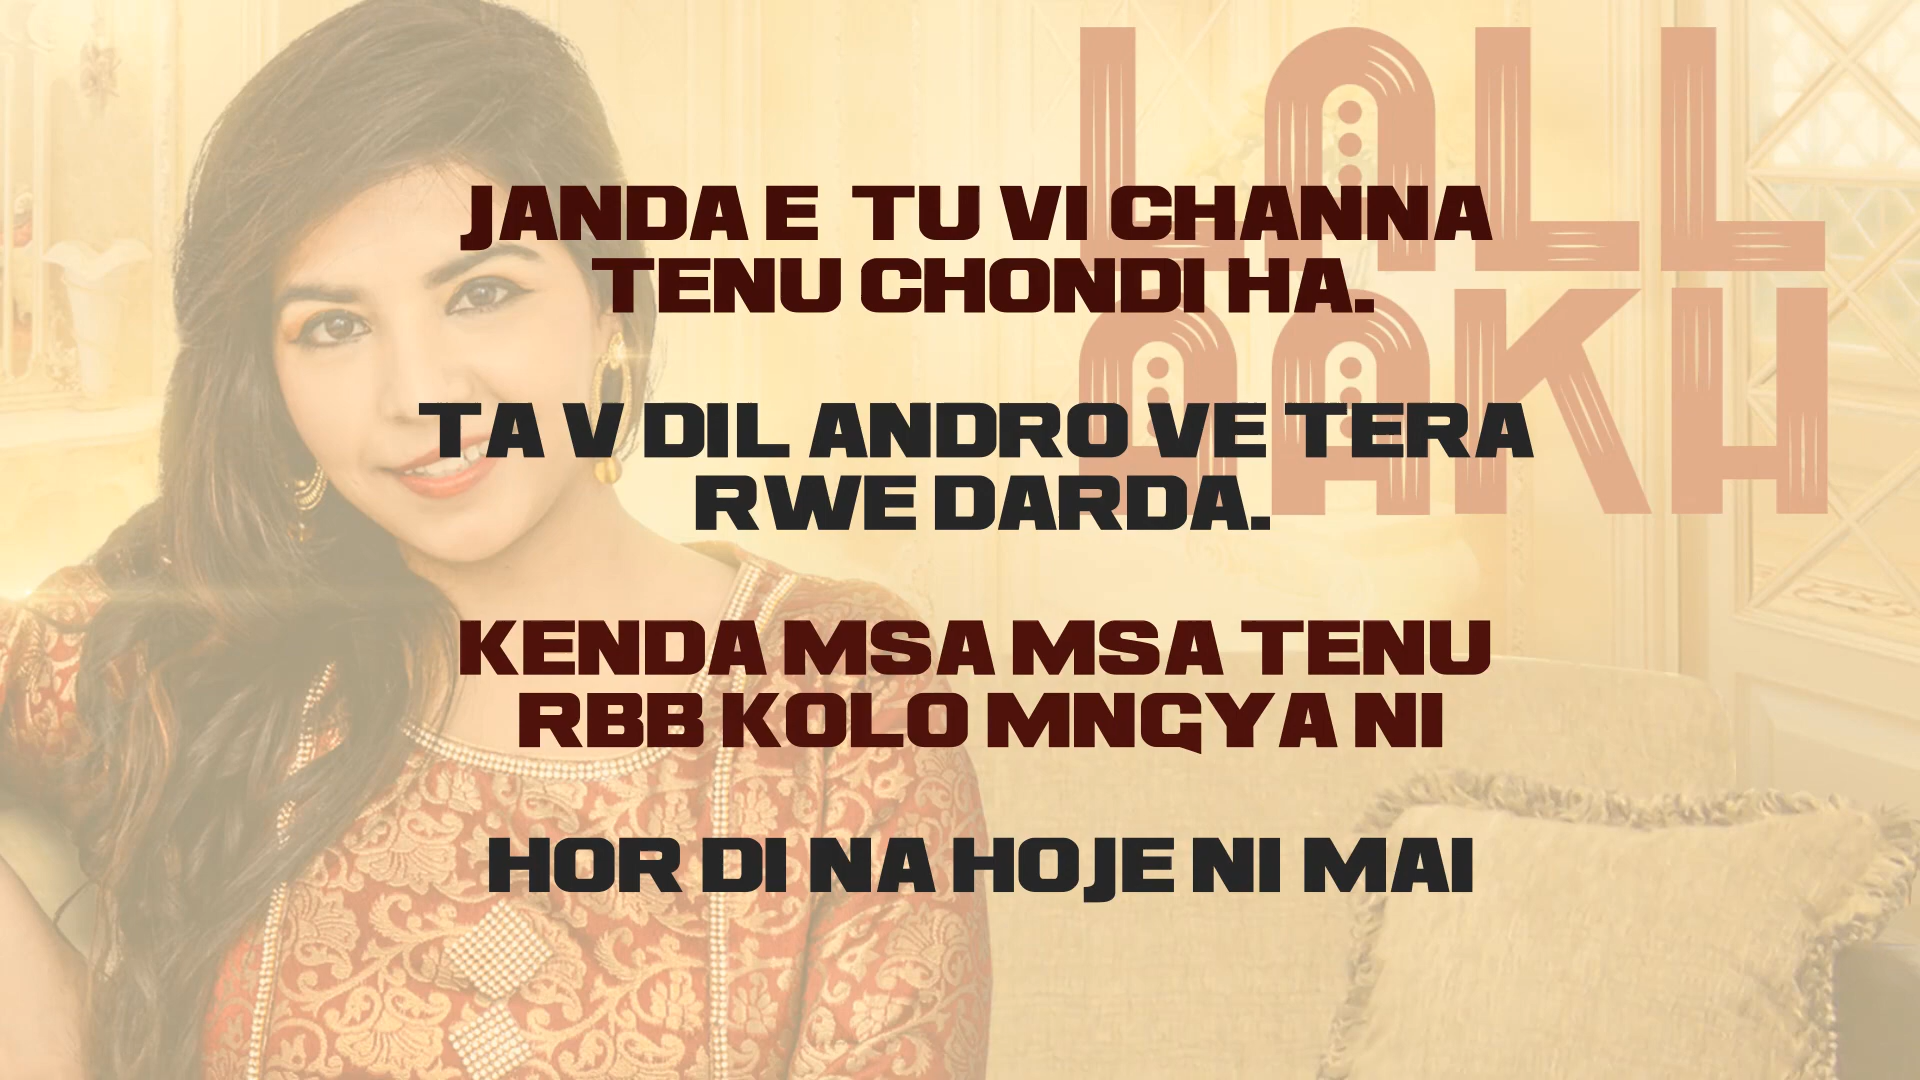 LALL
AAKH
JANDA E TU VI CHANNA
TENU CHONDI HA.
TA V DIL ANDRO VE TERA
RWE DARDA.
KENDA MSA MSA TENU
RBB KOLO MNGYA NI
HOR DI NA HOJE NI MAI